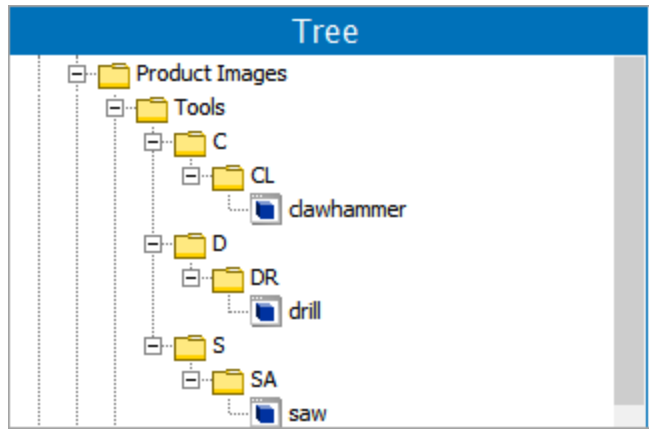 Tree
Product Images
Tools
C
CL
clawhammer
D
DR
drill
S
SA
saw